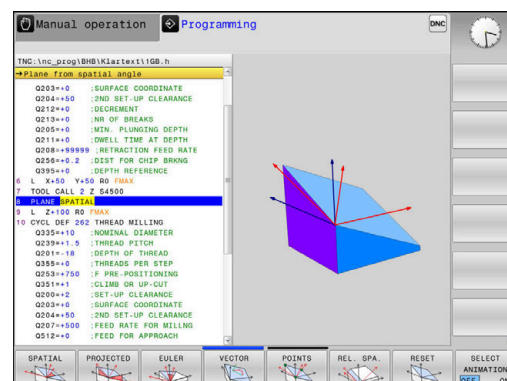 Manual operation
Programming
DNC
TNC:\nc_prog\BHB\Klartext\1GB.h
→Plane from spatial angle
Q203=+0 ;SURFACE COORDINATE
Q204=+50 ;2ND SET-UP CLEARANCE
Q212=+0 ;DECREMENT
Q213=+0 ;NR OF BREAKS
Q205=+0 ;MIN. PLUNGING DEPTH
Q211=+0 ;DWELL TIME AT DEPTH
Q208=+99999 ;RETRACTION FEED RATE
Q256=+0.2 ;DIST FOR CHIP BRKNG
Q395=+0 ;DEPTH REFERENCE
6 L X+50 Y+50 R0 FMAX
7 TOOL CALL 2 Z S4500
8 PLANE SPATIAL
9 L Z+100 R0 FMAX
10 CYCL DEF 262 THREAD MILLING
Q335=+10 ;NOMINAL DIAMETER
Q239=+1.5 ;THREAD PITCH
Q201=-18 ;DEPTH OF THREAD
Q355=+0 ;THREADS PER STEP
Q253=+750 ;F PRE-POSITIONING
Q351=+1 ;CLIMB OR UP-CUT
Q200=+2 ;SET-UP CLEARANCE
Q203=+0 ;SURFACE COORDINATE
Q204=+50 ;2ND SET-UP CLEARANCE
Q207=+500 ;FEED RATE FOR MILLNG
Q512=+0 ;FEED FOR APPROACH
SPATIAL PROJECTED EULER VECTOR POINTS REL. SPA. RESET SELECT
ANIMATION
OFF ON